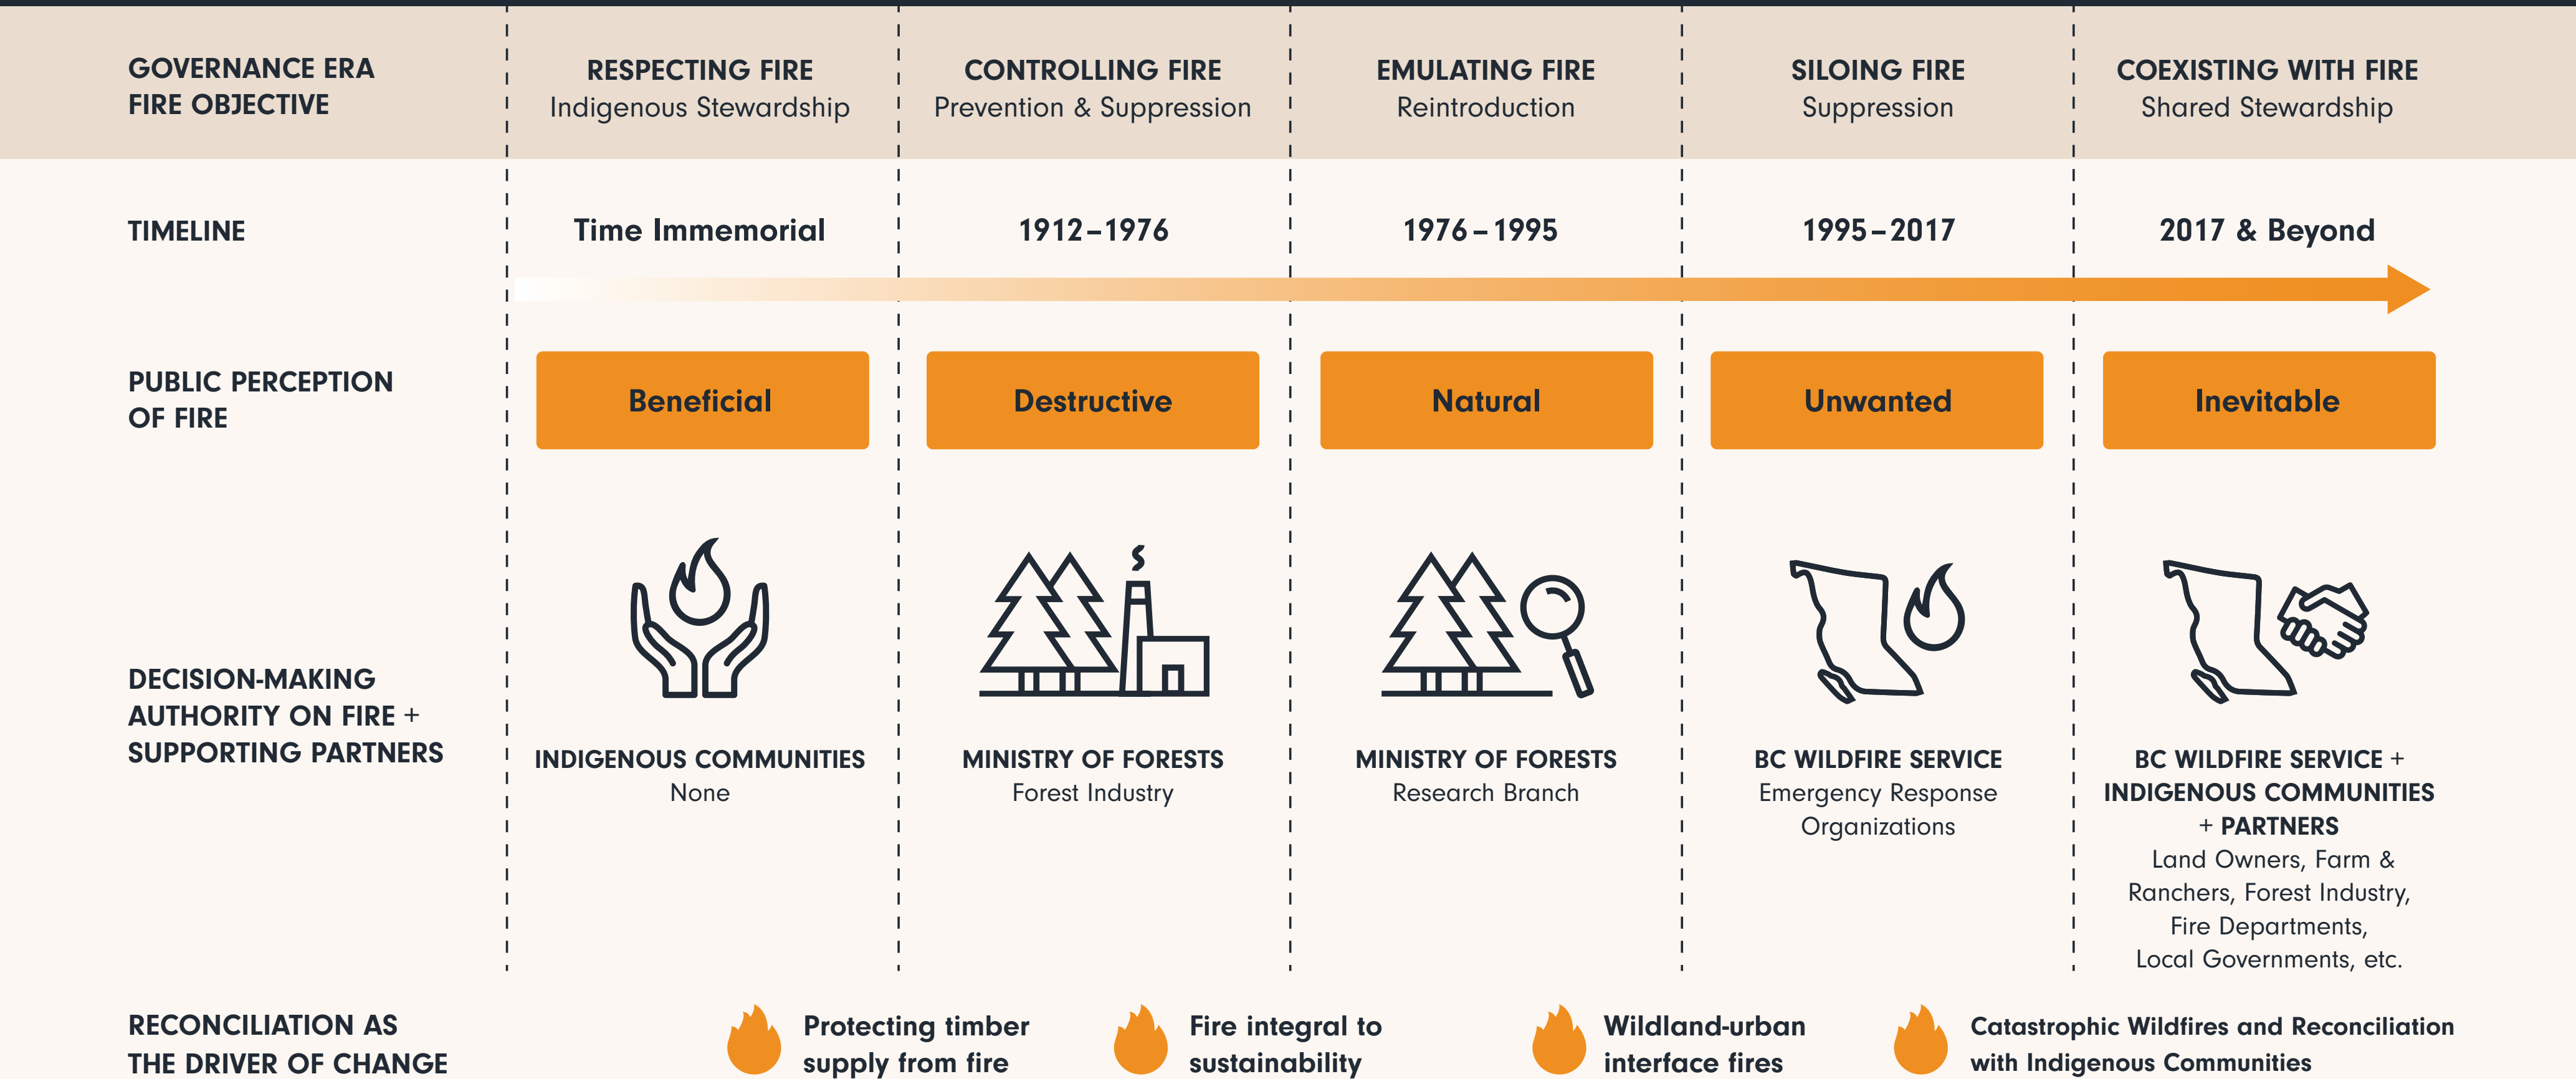 GOVERNANCE ERA
FIRE OBJECTIVE
RESPECTING FIRE
Indigenous Stewardship
CONTROLLING FIRE
Prevention & Suppression
EMULATING FIRE
Reintroduction
SILOING FIRE
Suppression
COEXISTING WITH FIRE
Shared Stewardship
TIMELINE
Time Immemorial
1912–1976
1976–1995
1995–2017
2017 & Beyond
PUBLIC PERCEPTION
OF FIRE
Beneficial
Destructive
Natural
Unwanted
Inevitable
DECISION-MAKING
AUTHORITY ON FIRE +
SUPPORTING PARTNERS
INDIGENOUS COMMUNITIES
None
MINISTRY OF FORESTS
Forest Industry
MINISTRY OF FORESTS
Research Branch
BC WILDFIRE SERVICE
Emergency Response
Organizations
BC WILDFIRE SERVICE +
INDIGENOUS COMMUNITIES
+ PARTNERS
Land Owners, Farm &
Ranchers, Forest Industry,
Fire Departments,
Local Governments, etc.
RECONCILIATION AS
THE DRIVER OF CHANGE
Protecting timber
supply from fire
Fire integral to
sustainability
Wildland-urban
interface fires
Catastrophic Wildfires and Reconciliation
with Indigenous Communities